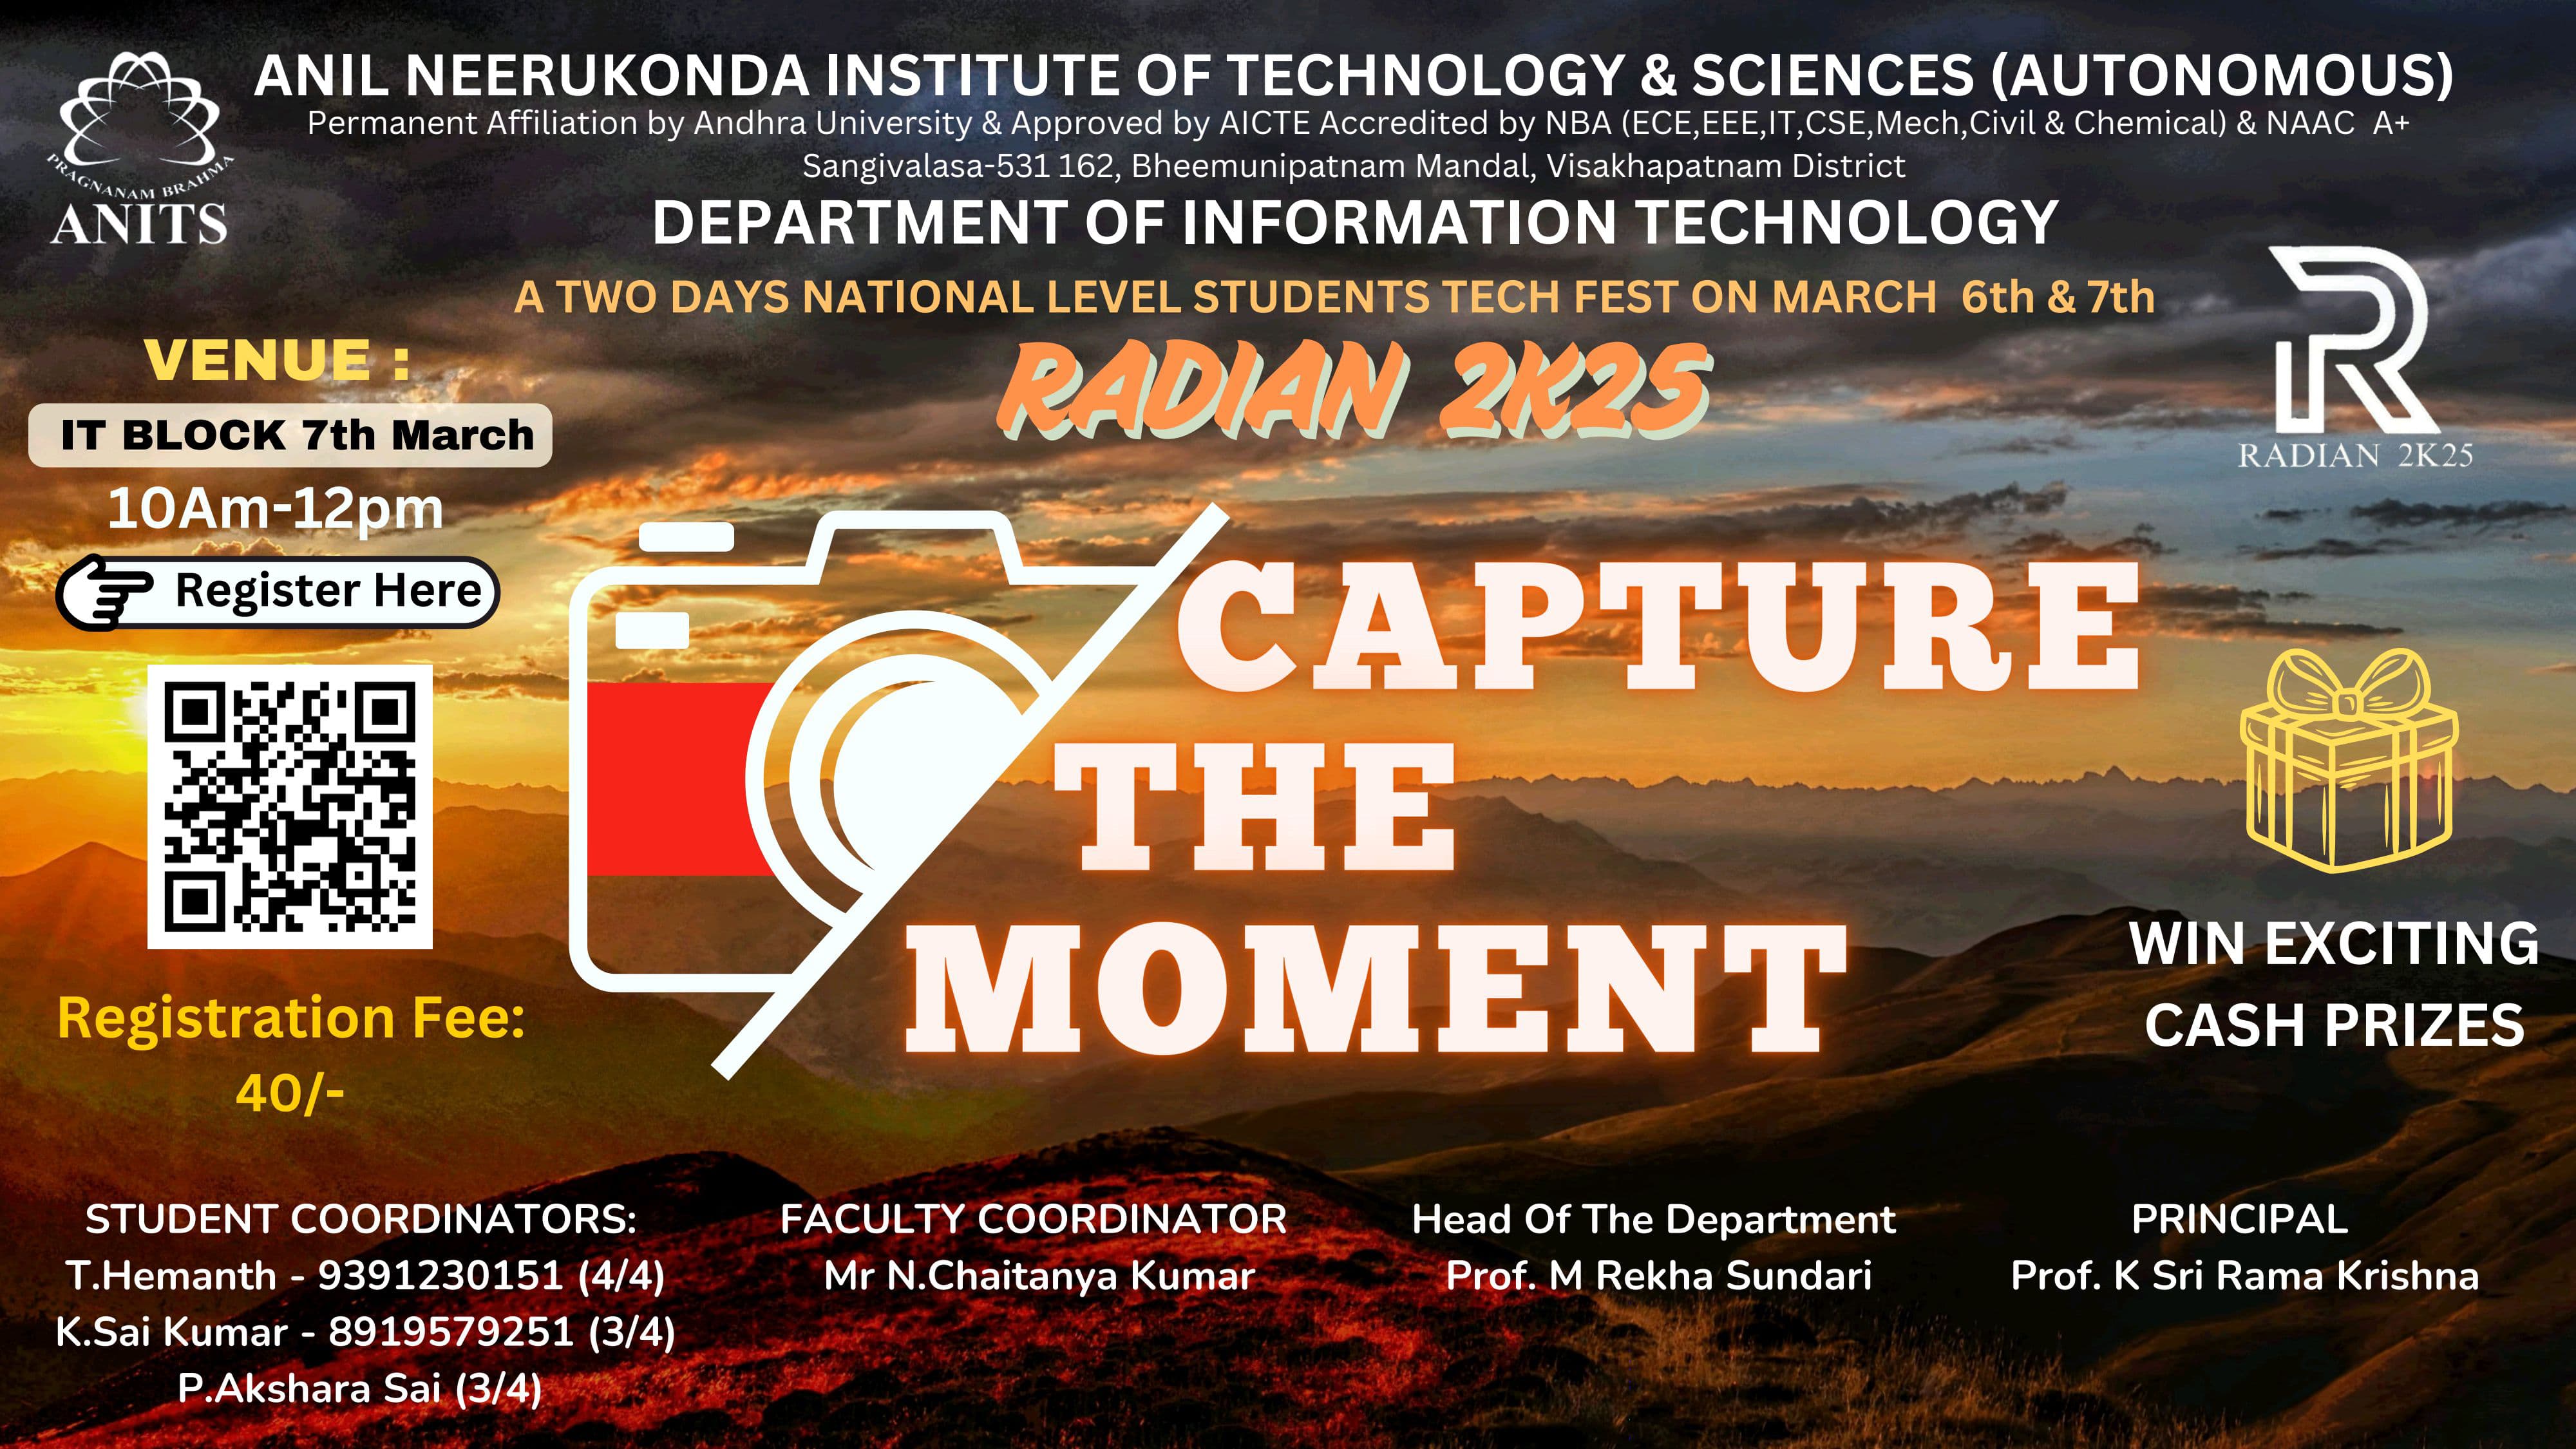 PRAGNANAM BRAHMA
ANITS
ANIL NEERUKONDA INSTITUTE OF TECHNOLOGY & SCIENCES (AUTONOMOUS)
Permanent Affiliation by Andhra University & Approved by AICTE Accredited by NBA (ECE,EEE,IT,CSE,Mech,Civil & Chemical) & NAAC A+
Sangivalasa-531 162, Bheemunipatnam Mandal, Visakhapatnam District
DEPARTMENT OF INFORMATION TECHNOLOGY
A TWO DAYS NATIONAL LEVEL STUDENTS TECH FEST ON MARCH 6th & 7th
RADIAN 2K25
RADIAN 2K25
VENUE :
IT BLOCK 7th March
10Am-12pm
Register Here
Registration Fee:
40/-
CAPTURE
THE
MOMENT
WIN EXCITING
CASH PRIZES
STUDENT COORDINATORS:
T.Hemanth - 9391230151 (4/4)
K.Sai Kumar - 8919579251 (3/4)
P.Akshara Sai (3/4)
FACULTY COORDINATOR
Mr N.Chaitanya Kumar
Head Of The Department
Prof. M Rekha Sundari
PRINCIPAL
Prof. K Sri Rama Krishna